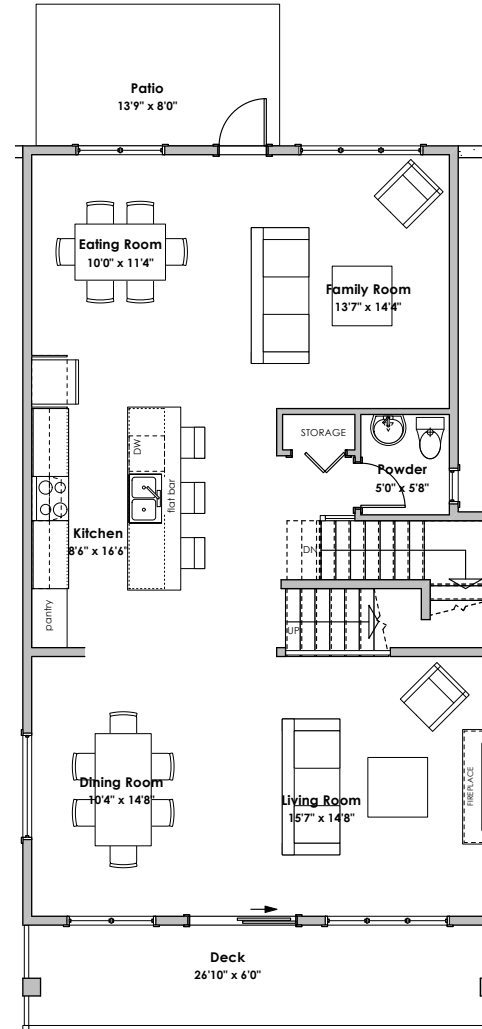 Patio
13'9" x 8'0"
Eating Room
10'0" x 11'4"
Family Room
13'7" x 14'4"
STORAGE
DW
Powder
5'0" x 5'8"
flat bar
Kitchen
8'6" x 16'6"
DN
pantry
UP
Dining Room
10'4" x 14'8"
Living Room
15'7" x 14'8"
FIREPLACE
Deck
26'10" x 6'0"